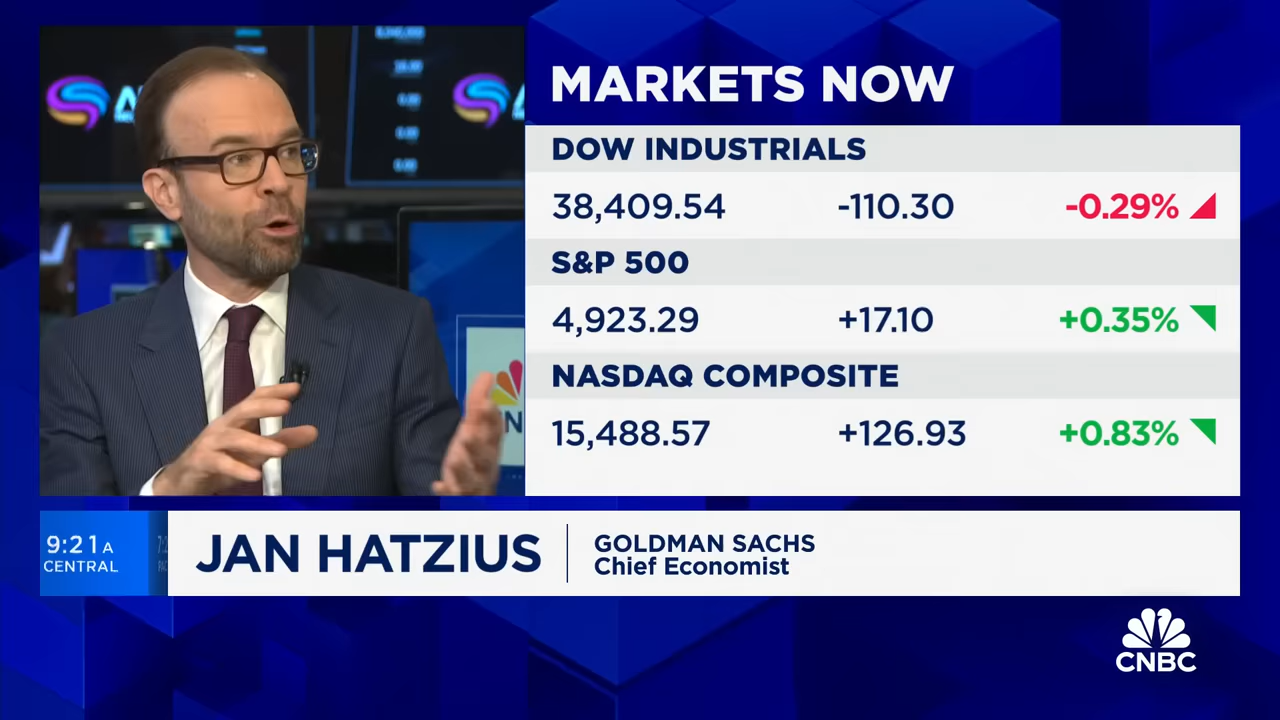 MARKETS NOW
DOW INDUSTRIALS
38,409.54 -110.30 -0.29%
S&P 500
4,923.29 +17.10 +0.35%
NASDAQ COMPOSITE
15,488.57 +126.93 +0.83%
9:21A
CENTRAL
JAN HATZIUS
GOLDMAN SACHS
Chief Economist
CNBC